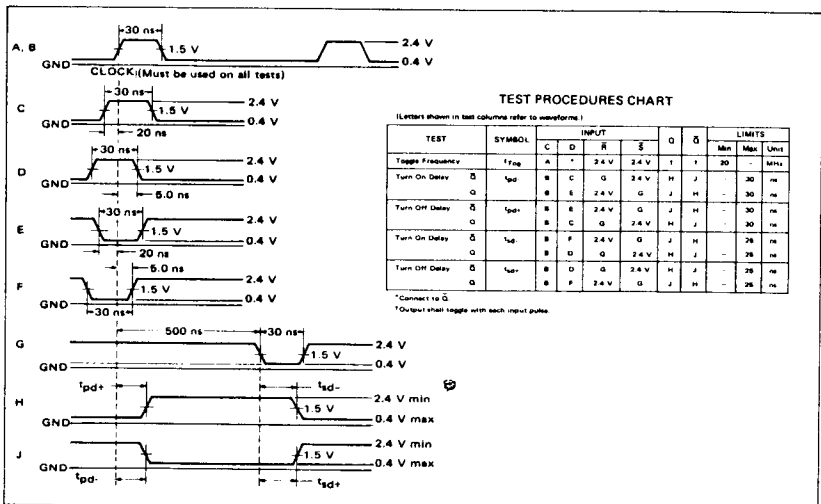 30 ns
A, B
1.5 V
2.4 V
0.4 V
GND
CLOCK (Must be used on all tests)
30 ns
C
1.5 V
2.4 V
0.4 V
GND
20 ns
30 ns
D
1.5 V
2.4 V
0.4 V
GND
5.0 ns
30 ns
E
1.5 V
2.4 V
0.4 V
GND
20 ns
5.0 ns
F
1.5 V
2.4 V
0.4 V
GND
30 ns
500 ns
30 ns
G
1.5 V
2.4 V
0.4 V
GND
tpd+
tsd-
H
1.5 V
2.4 V min
0.4 V max
GND
J
1.5 V
2.4 V min
0.4 V max
GND
tpd-
tsd+
TEST PROCEDURES CHART
(Letters shown in test columns refer to waveforms.)
TEST SYMBOL INPUT Q Q̄ LIMITS
C D R̄ S̄ Min Max Unit
Toggle Frequency fTog A * 2.4 V 2.4 V † † 20 – MHz
Turn On Delay Q̄ tpd- B C G 2.4 V H J – 30 ns
Q B E 2.4 V G J H – 30 ns
Turn Off Delay Q̄ tpd+ B E 2.4 V G J H – 30 ns
Q B C G 2.4 V H J – 30 ns
Turn On Delay Q̄ tsd- B F 2.4 V G J H – 25 ns
Q B D G 2.4 V H J – 25 ns
Turn Off Delay Q̄ tsd+ B D G 2.4 V H J – 25 ns
Q B F 2.4 V G J H – 25 ns
*Connect to Q̄.
†Output shall toggle with each input pulse.